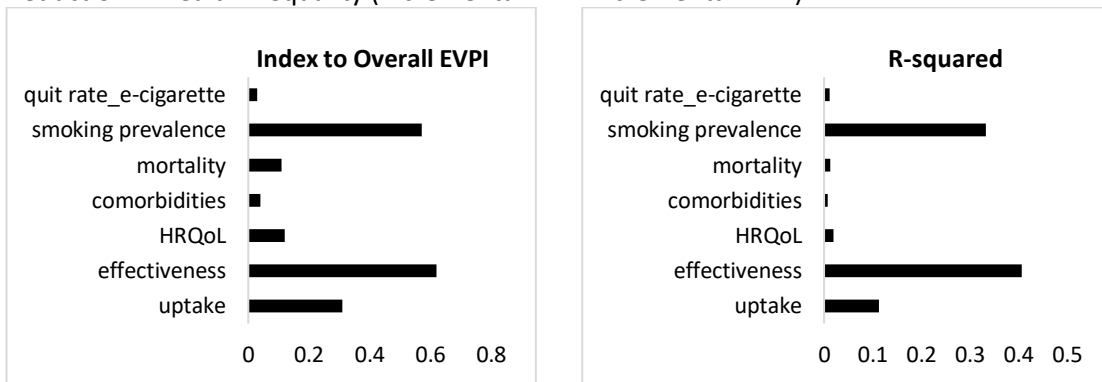 Index to Overall EVPI
quit rate_e-cigarette
smoking prevalence
mortality
comorbidities
HRQoL
effectiveness
uptake
0 0.2 0.4 0.6 0.8
R-squared
quit rate_e-cigarette
smoking prevalence
mortality
comorbidities
HRQoL
effectiveness
uptake
0 0.1 0.2 0.3 0.4 0.5